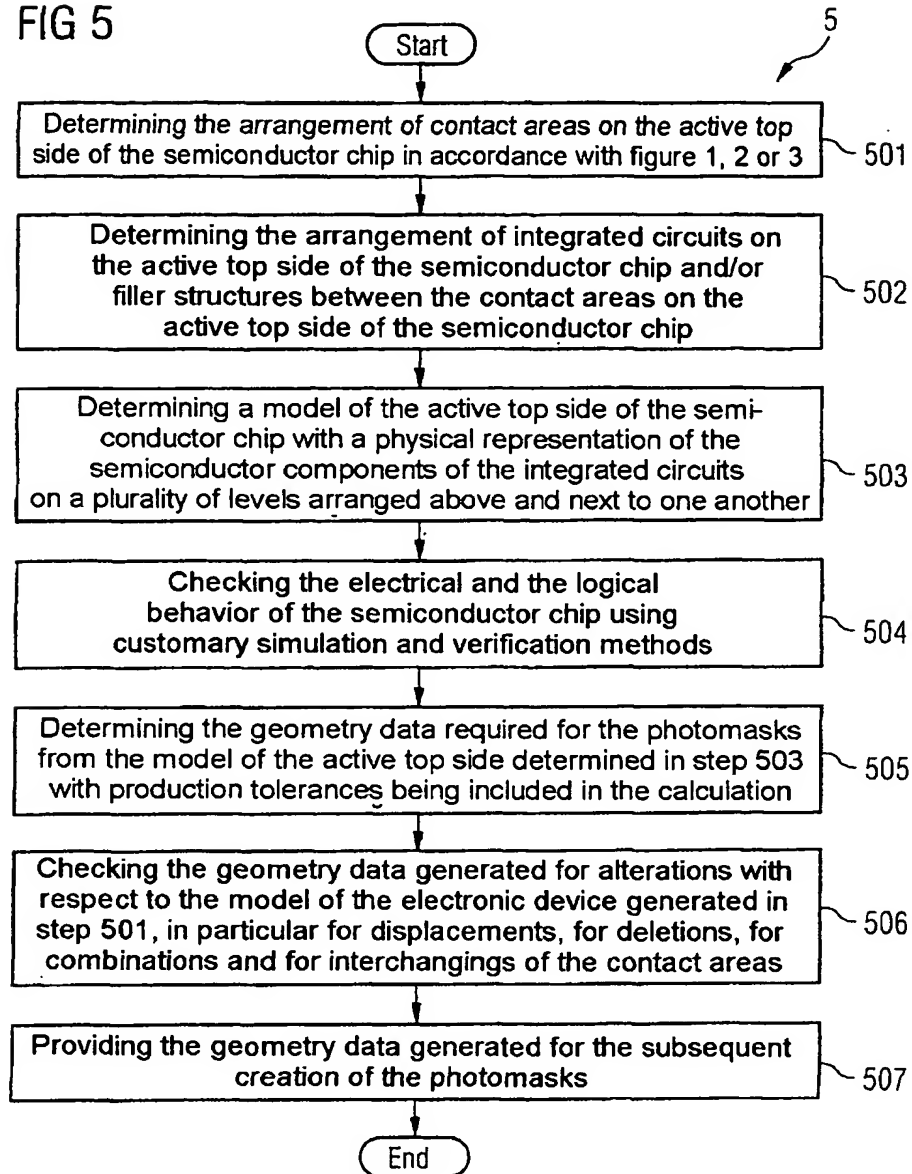 FIG 5
5
Start
Determining the arrangement of contact areas on the active top
side of the semiconductor chip in accordance with figure 1, 2 or 3
501
Determining the arrangement of integrated circuits on
the active top side of the semiconductor chip and/or
filler structures between the contact areas on the
active top side of the semiconductor chip
502
Determining a model of the active top side of the semi-
conductor chip with a physical representation of the
semiconductor components of the integrated circuits
on a plurality of levels arranged above and next to one another
503
Checking the electrical and the logical
behavior of the semiconductor chip using
customary simulation and verification methods
504
Determining the geometry data required for the photomasks
from the model of the active top side determined in step 503
with production tolerances being included in the calculation
505
Checking the geometry data generated for alterations with
respect to the model of the electronic device generated in
step 501, in particular for displacements, for deletions, for
combinations and for interchangings of the contact areas
506
Providing the geometry data generated for the subsequent
creation of the photomasks
507
End